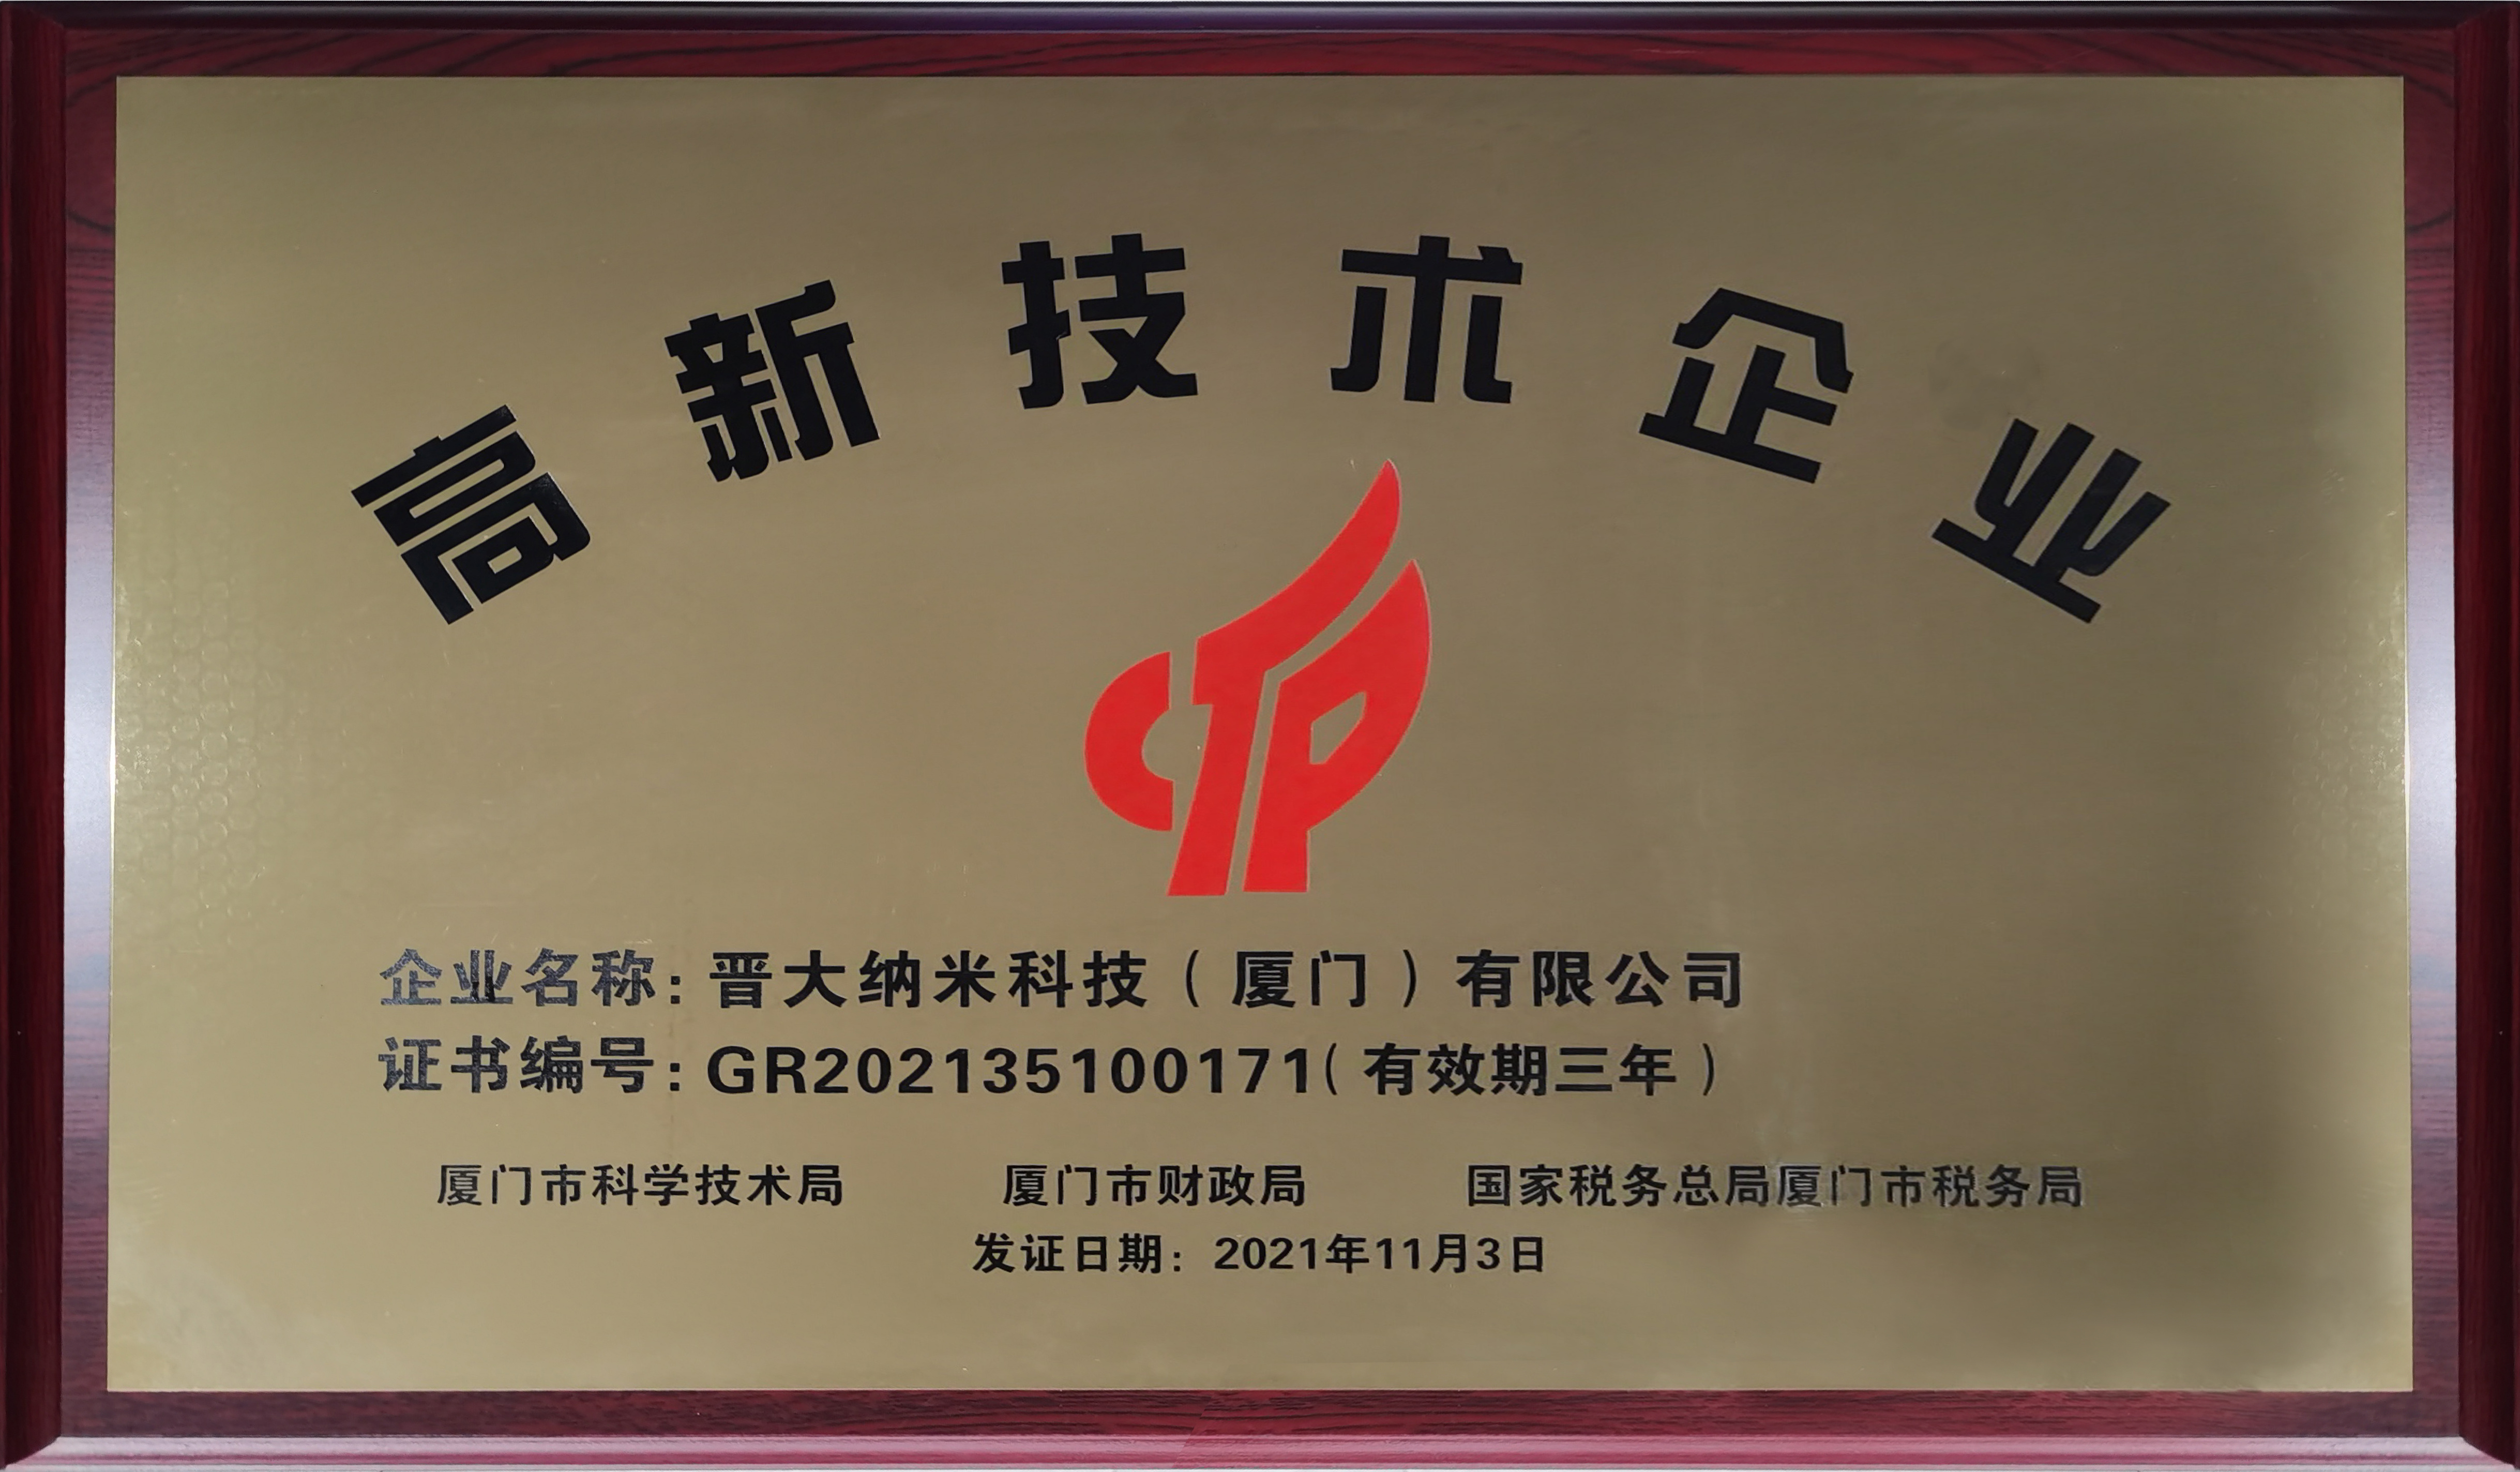 高新技术企业
企业名称：晋大纳米科技（厦门）有限公司
证书编号：GR202135100171（有效期三年）
厦门市科学技术局 厦门市财政局 国家税务总局厦门市税务局
发证日期：2021年11月3日